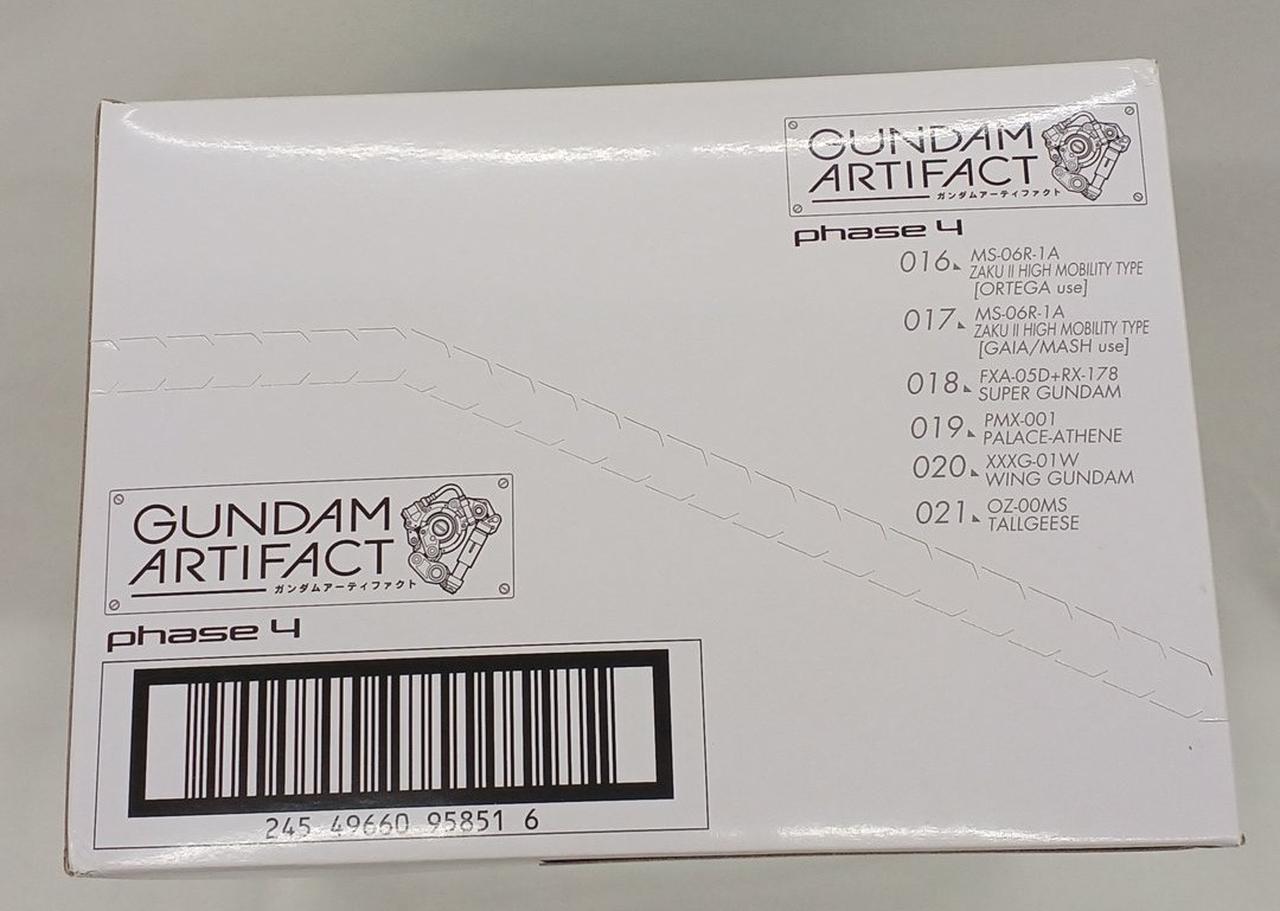 GUNDAM
ARTIFACT
ガンダムアーティファクト
phase 4
016 MS-06R-1A
ZAKU II HIGH MOBILITY TYPE
[ORTEGA use]
017 MS-06R-1A
ZAKU II HIGH MOBILITY TYPE
[GAIA/MASH use]
018 FXA-05D+RX-178
SUPER GUNDAM
019 PMX-001
PALACE-ATHENE
020 XXXG-01W
WING GUNDAM
021 OZ-00MS
TALLGEESE
GUNDAM
ARTIFACT
ガンダムアーティファクト
phase 4
245 49660 95851 6